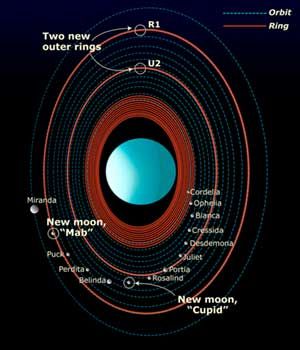 Orbit
Ring
R1
Two new
outer rings
U2
Cordelia
Ophelia
Bianca
Cressida
Desdemona
Juliet
Portia
Rosalind
Miranda
New moon,
"Mab"
Puck
Perdita
Belinda
New moon,
"Cupid"